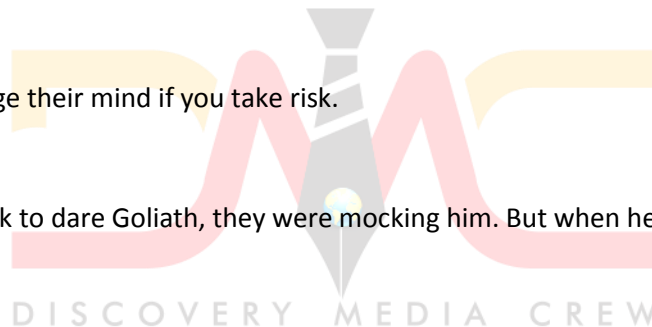 ge their mind if you take risk.
k to dare Goliath, they were mocking him. But when he
DISCOVERY MEDIA CREW